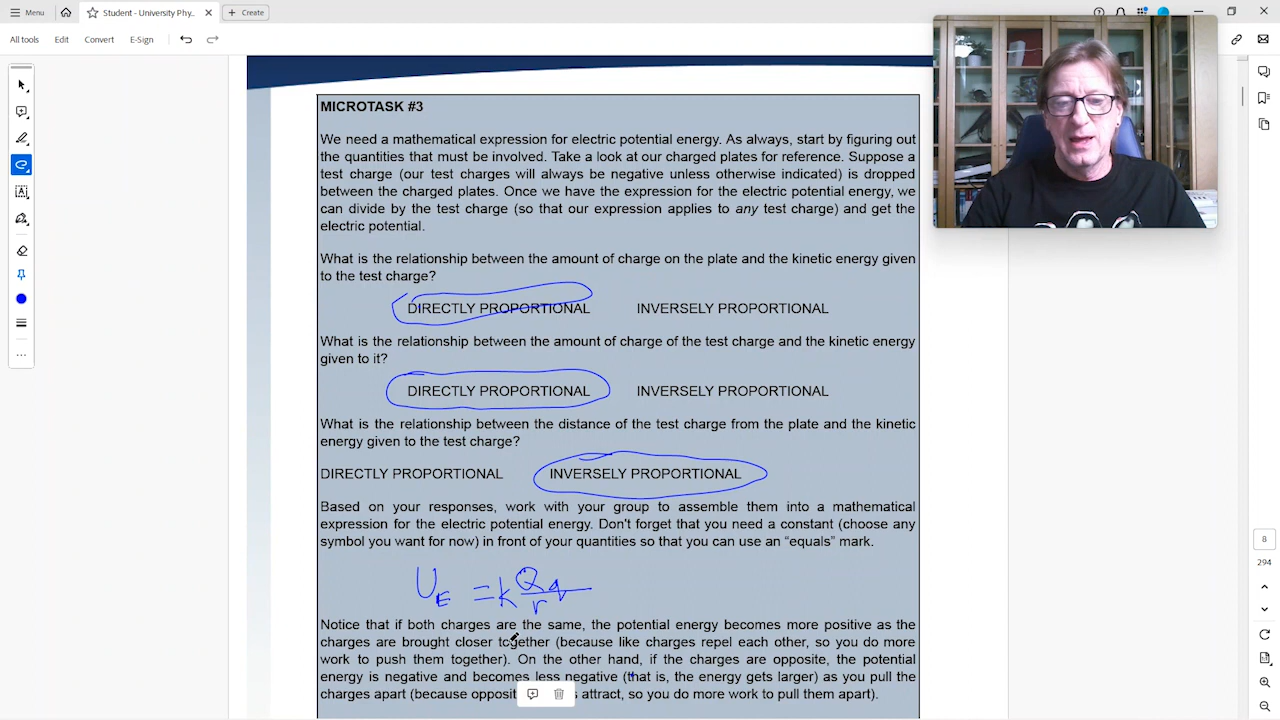 Menu
Student - University Phy...
Create
All tools
Edit
Convert
E-Sign
MICROTASK #3
We need a mathematical expression for electric potential energy. As always, start by figuring out
the quantities that must be involved. Take a look at our charged plates for reference. Suppose a
test charge (our test charges will always be negative unless otherwise indicated) is dropped
between the charged plates. Once we have the expression for the electric potential energy, we
can divide by the test charge (so that our expression applies to any test charge) and get the
electric potential.
What is the relationship between the amount of charge on the plate and the kinetic energy given
to the test charge?
DIRECTLY PROPORTIONAL INVERSELY PROPORTIONAL
What is the relationship between the amount of charge of the test charge and the kinetic energy
given to it?
DIRECTLY PROPORTIONAL INVERSELY PROPORTIONAL
What is the relationship between the distance of the test charge from the plate and the kinetic
energy given to the test charge?
DIRECTLY PROPORTIONAL INVERSELY PROPORTIONAL
Based on your responses, work with your group to assemble them into a mathematical
expression for the electric potential energy. Don't forget that you need a constant (choose any
symbol you want for now) in front of your quantities so that you can use an “equals” mark.
U_E = k Qq/r
Notice that if both charges are the same, the potential energy becomes more positive as the
charges are brought closer together (because like charges repel each other, so you do more
work to push them together). On the other hand, if the charges are opposite, the potential
energy is negative and becomes less negative (that is, the energy gets larger) as you pull the
charges apart (because opposit attract, so you do more work to pull them apart).
8
294